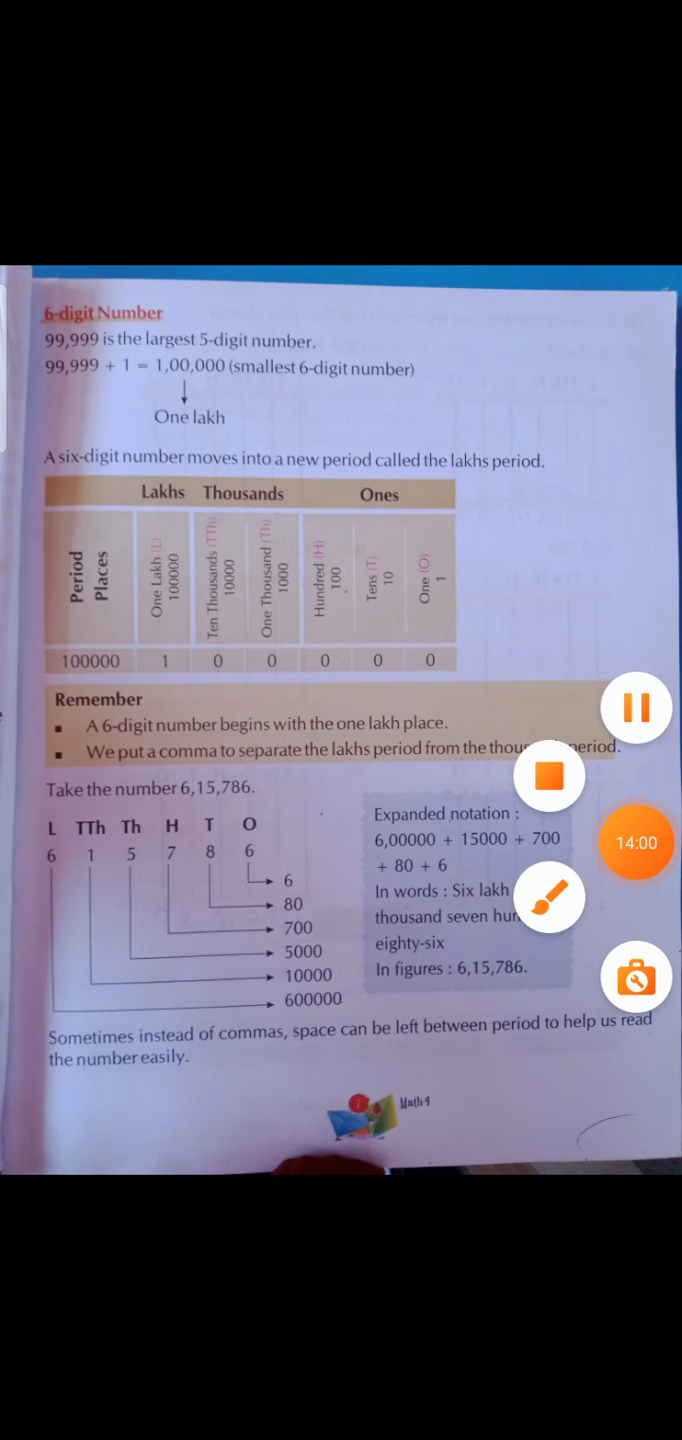 6-digit Number
99,999 is the largest 5-digit number.
99,999 + 1 = 1,00,000 (smallest 6-digit number)
One lakh
A six-digit number moves into a new period called the lakhs period.
Lakhs Thousands Ones
Period
Places
One Lakh (L)
100000
Ten Thousands (TTh)
10000
One Thousand (Th)
1000
Hundred (H)
100
Tens (T)
10
One (O)
1
100000 1 0 0 0 0 0
Remember
▪ A 6-digit number begins with the one lakh place.
▪ We put a comma to separate the lakhs period from the period.
Take the number 6,15,786.
L TTh Th H T O
6 1 5 7 8 6
6
80
700
5000
10000
600000
Expanded notation :
6,00000 + 15000 + 700
+ 80 + 6
In words : Six lakh
thousand seven
eighty-six
In figures : 6,15,786.
Sometimes instead of commas, space can be left between period to help us read
the number easily.
7
Math-4
14:00